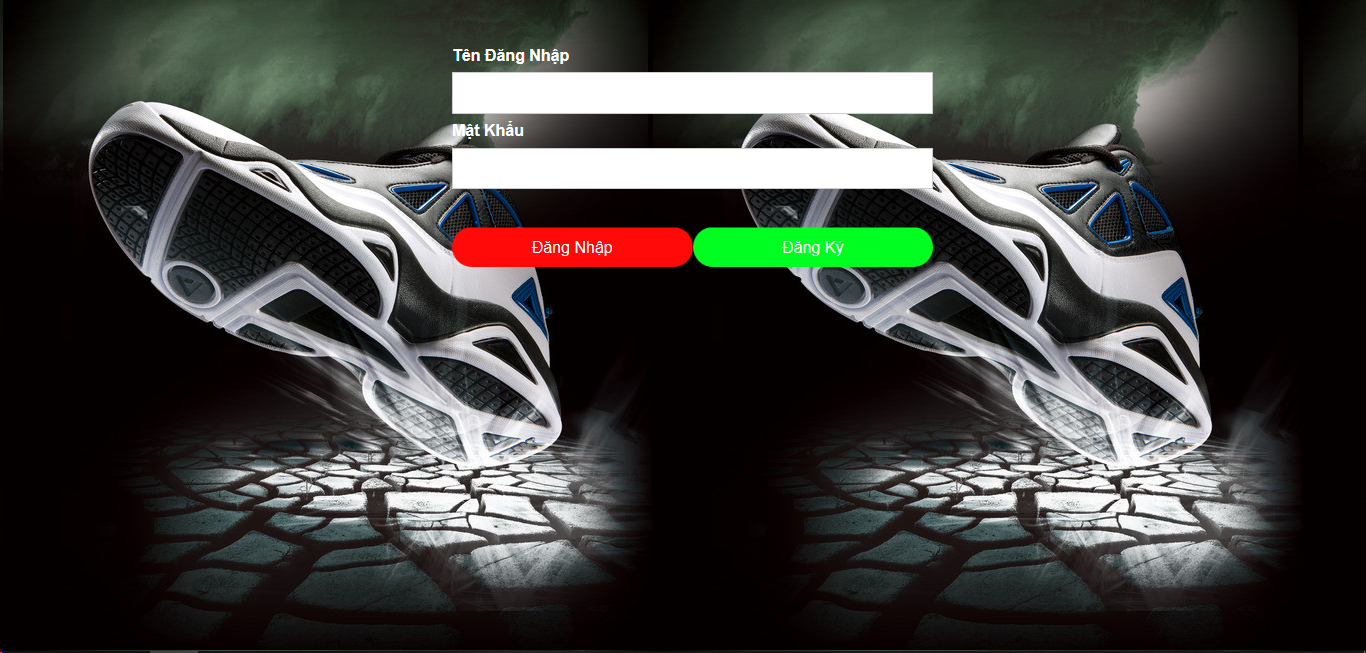 Tên Đăng Nhập
Mật Khẩu
Đăng Nhập
Đăng Ký